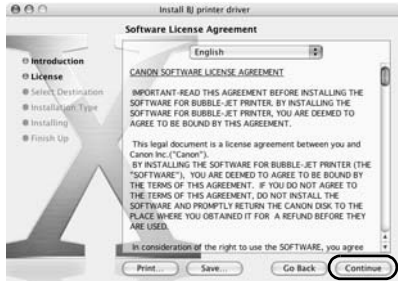 Install BJ printer driver
Software License Agreement
English
Introduction
License
Select Destination
Installation Type
Installing
Finish Up
CANON SOFTWARE LICENSE AGREEMENT
IMPORTANT-READ THIS AGREEMENT BEFORE INSTALLING THE
SOFTWARE FOR BUBBLE-JET PRINTER. BY INSTALLING THE
SOFTWARE FOR BUBBLE-JET PRINTER, YOU ARE DEEMED TO
AGREE TO BE BOUND BY THIS AGREEMENT.
This legal document is a license agreement between you and
Canon Inc.("Canon").
BY INSTALLING THE SOFTWARE FOR BUBBLE-JET PRINTER (THE
"SOFTWARE"), YOU ARE DEEMED TO AGREE TO BE BOUND BY
THE TERMS OF THIS AGREEMENT. IF YOU DO NOT AGREE TO
THE TERMS OF THIS AGREEMENT, DO NOT INSTALL THE
SOFTWARE AND PROMPTLY RETURN THE CANON DISK TO THE
PLACE WHERE YOU OBTAINED IT FOR A REFUND BEFORE THEY
ARE USED.
In consideration of the right to use the SOFTWARE, you agree
Print... Save... Go Back Continue